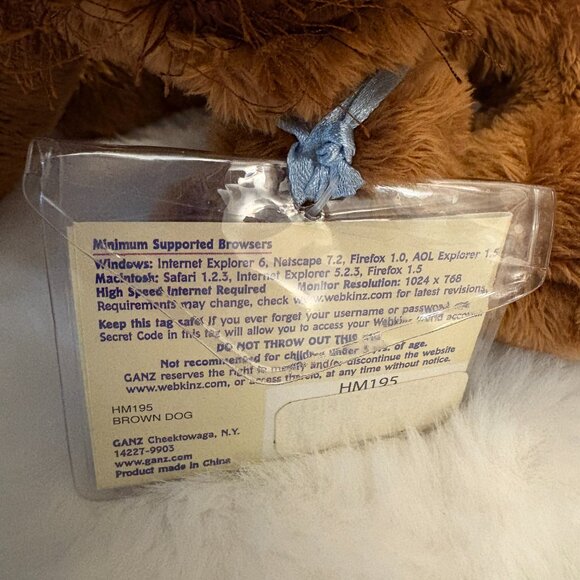 Minimum Supported Browsers
Windows: Internet Explorer 6, Netscape 7.2, Firefox 1.0, AOL Explorer 1.5
Macintosh: Safari 1.2.3, Internet Explorer 5.2.3, Firefox 1.5
High Speed Internet Required Monitor Resolution: 1024 x 768
Requirements may change, check www.webkinz.com for latest revisions.
Keep this tag safe! If you ever forget your username or password the
Secret Code in this tag will allow you to access your Webkinz World account.
DO NOT THROW OUT THIS TAG
Not recommended for children under 3 yrs. of age.
GANZ reserves the right to modify and/or discontinue the website
www.webkinz.com, or access thereto, at any time without notice.
HM195
HM195
BROWN DOG
GANZ Cheektowaga, N.Y.
14227-9903
www.ganz.com
Product made in China